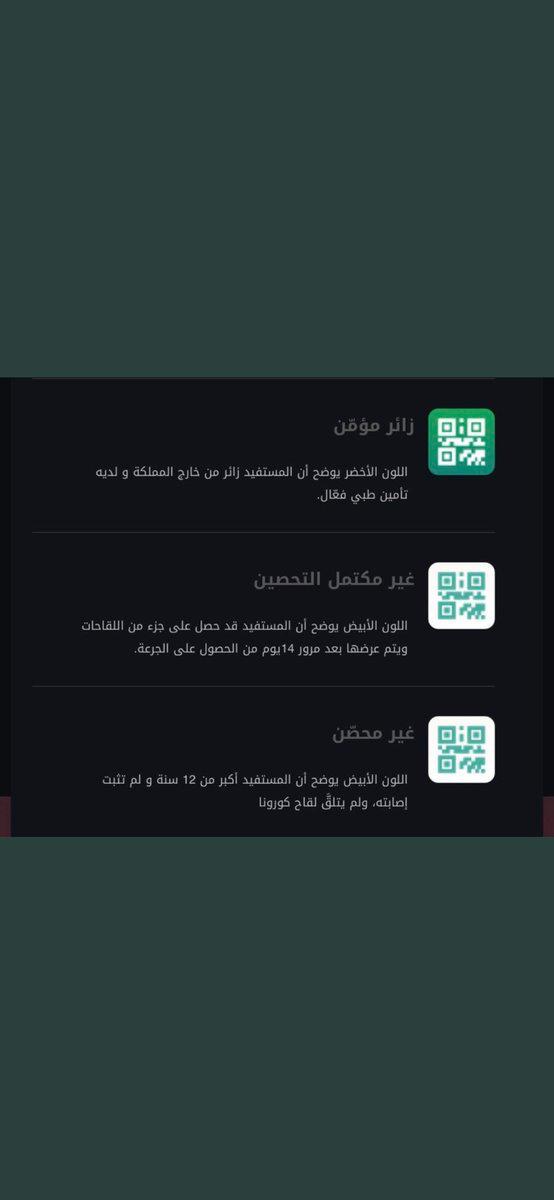 زائر مؤمّن
اللون الأخضر يوضح أن المستفيد زائر من خارج المملكة و لديه
تأمين طبي فعّال.
غير مكتمل التحصين
اللون الأبيض يوضح أن المستفيد قد حصل على جزء من اللقاحات
ويتم عرضها بعد مرور 14يوم من الحصول على الجرعة.
غير محصّن
اللون الأبيض يوضح أن المستفيد أكبر من 12 سنة و لم تثبت
إصابته، ولم يتلقَّ لقاح كورونا